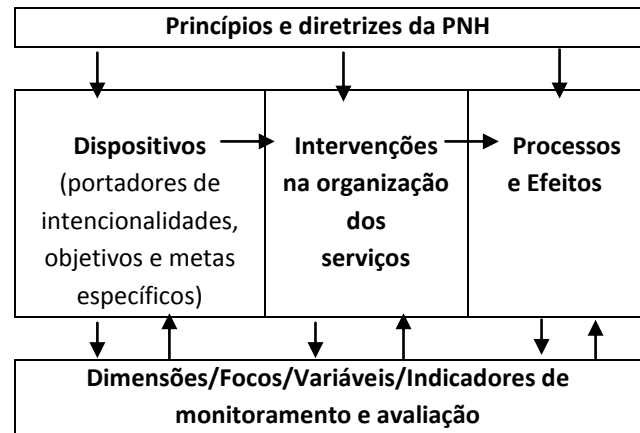 Princípios e diretrizes da PNH
Dispositivos
(portadores de
intencionalidades,
objetivos e metas
específicos)
Intervenções
na organização
dos
serviços
Processos
e Efeitos
Dimensões/Focos/Variáveis/Indicadores de
monitoramento e avaliação